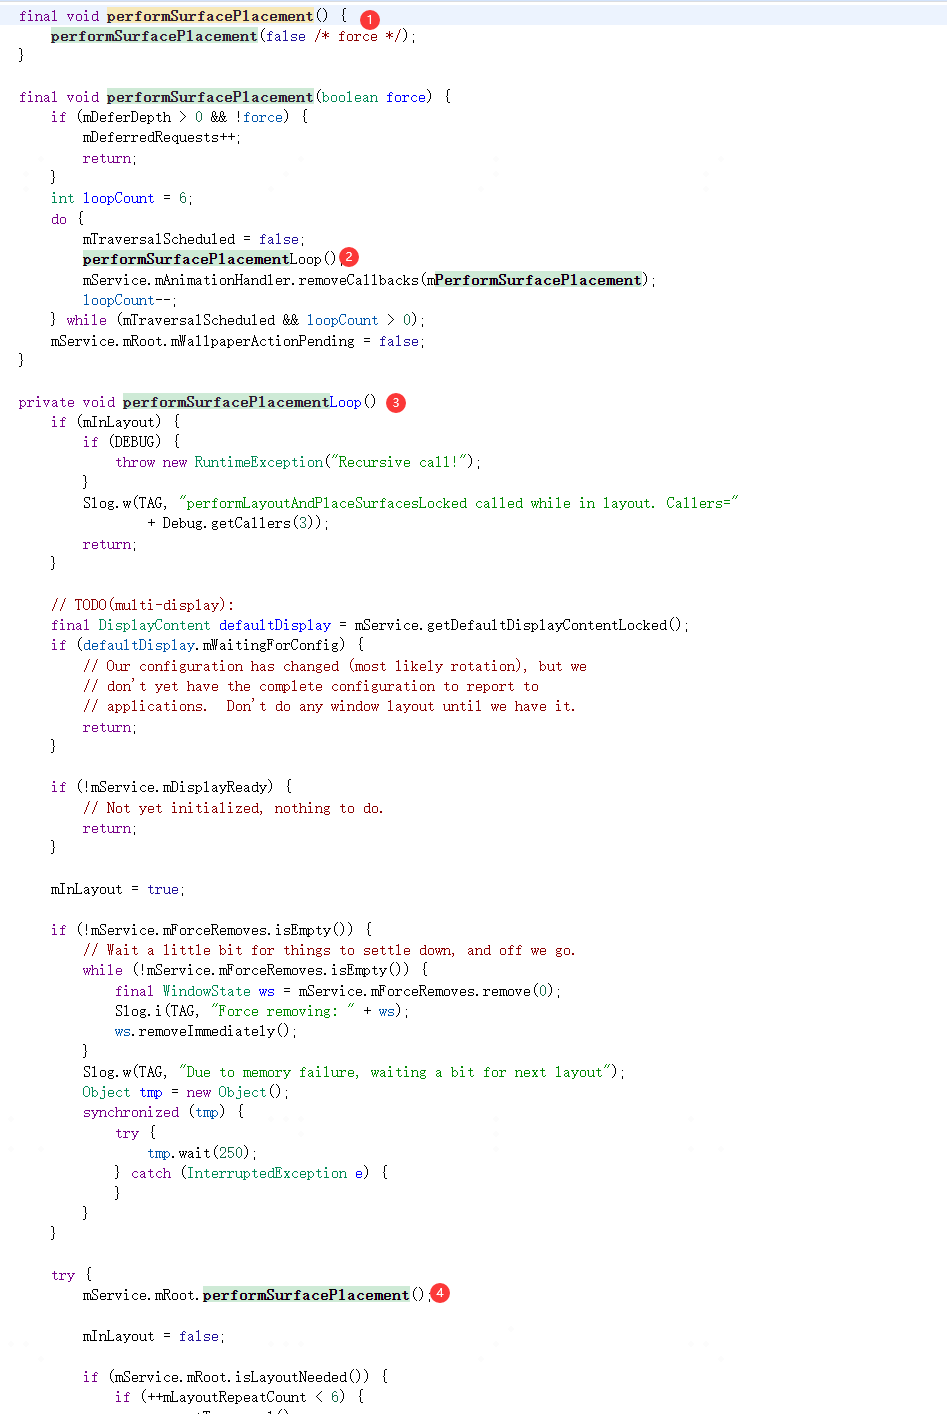 final void performSurfacePlacement() { 1
performSurfacePlacement(false /* force */);
}
final void performSurfacePlacement(boolean force) {
if (mDeferDepth > 0 && !force) {
mDeferredRequests++;
return;
}
int loopCount = 6;
do {
mTraversalScheduled = false;
performSurfacePlacementLoop(); 2
mService.mAnimationHandler.removeCallbacks(mPerformSurfacePlacement);
loopCount--;
} while (mTraversalScheduled && loopCount > 0);
mService.mRoot.mWallpaperActionPending = false;
}
private void performSurfacePlacementLoop() 3
if (mInLayout) {
if (DEBUG) {
throw new RuntimeException("Recursive call!");
}
Slog.w(TAG, "performLayoutAndPlaceSurfacesLocked called while in layout. Callers="
+ Debug.getCallers(3));
return;
}
// TODO(multi-display):
final DisplayContent defaultDisplay = mService.getDefaultDisplayContentLocked();
if (defaultDisplay.mWaitingForConfig) {
// Our configuration has changed (most likely rotation), but we
// don't yet have the complete configuration to report to
// applications.  Don't do any window layout until we have it.
return;
}
if (!mService.mDisplayReady) {
// Not yet initialized, nothing to do.
return;
}
mInLayout = true;
if (!mService.mForceRemoves.isEmpty()) {
// Wait a little bit for things to settle down, and off we go.
while (!mService.mForceRemoves.isEmpty()) {
final WindowState ws = mService.mForceRemoves.remove(0);
Slog.i(TAG, "Force removing: " + ws);
ws.removeImmediately();
}
Slog.w(TAG, "Due to memory failure, waiting a bit for next layout");
Object tmp = new Object();
synchronized (tmp) {
try {
tmp.wait(250);
} catch (InterruptedException e) {
}
}
}
try {
mService.mRoot.performSurfacePlacement(); 4
mInLayout = false;
if (mService.mRoot.isLayoutNeeded()) {
if (++mLayoutRepeatCount < 6) {